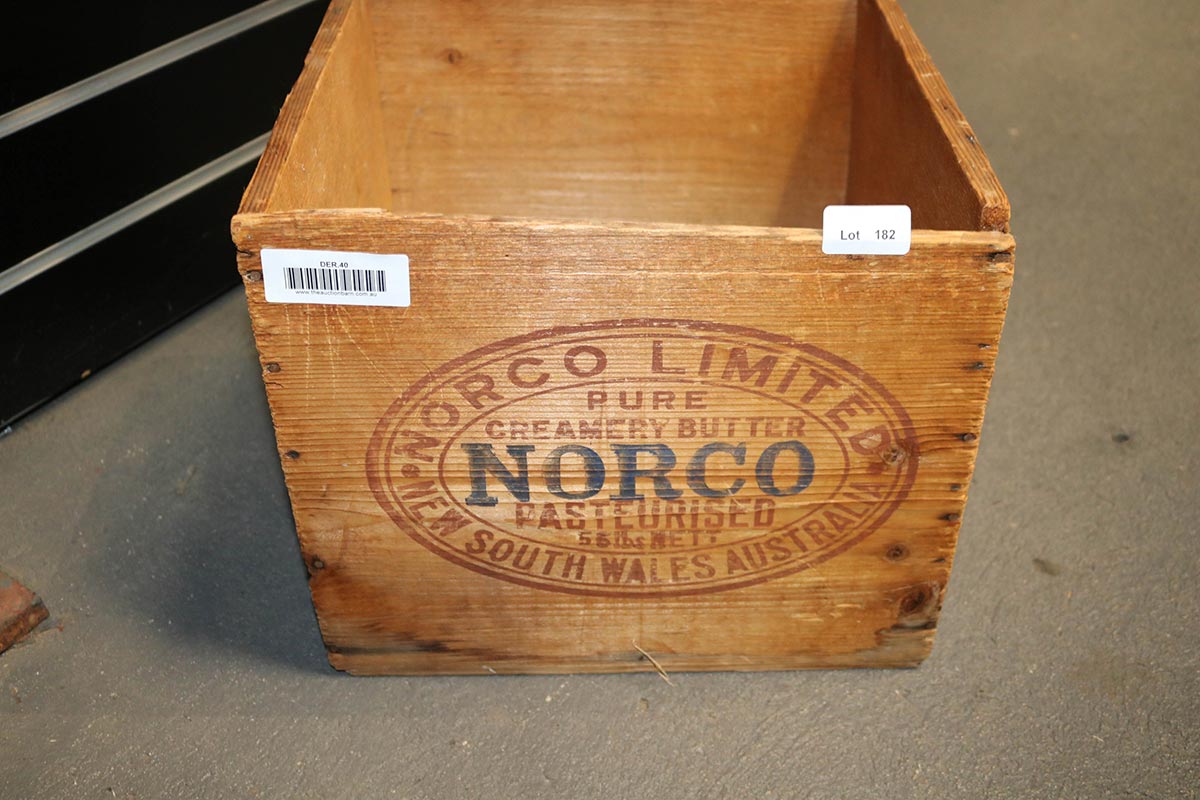 Lot 182
DER.40
www.theauctionbarn.com.au
NORCO LIMITED
PURE
CREAMERY BUTTER
NORCO
PASTEURISED
56 lbs NETT
NEW SOUTH WALES AUSTRALIA